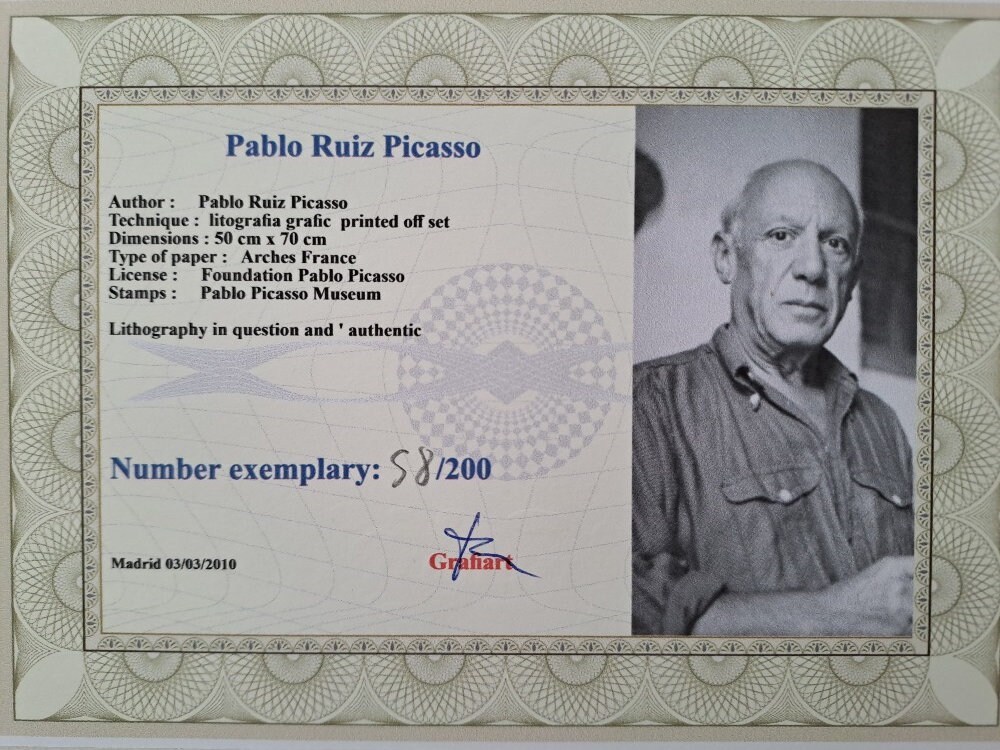 Pablo Ruiz Picasso
Author : Pablo Ruiz Picasso
Technique : litografia grafic printed off set
Dimensions : 50 cm x 70 cm
Type of paper : Arches France
License : Foundation Pablo Picasso
Stamps : Pablo Picasso Museum
Lithography in question and ' authentic
Number exemplary: 58/200
Madrid 03/03/2010
Grafiart